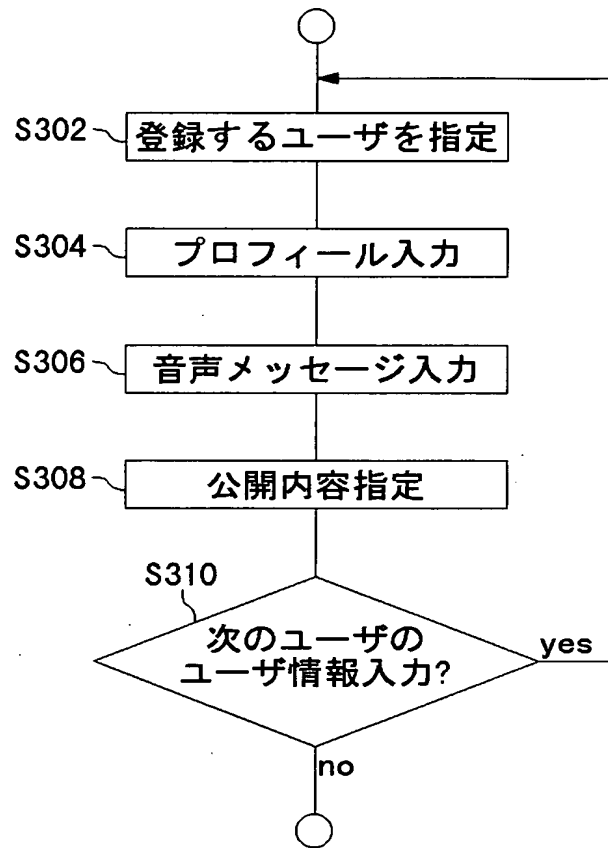 S302 登録するユーザを指定
S304 プロフィール入力
S306 音声メッセージ入力
S308 公開内容指定
S310
次のユーザの
ユーザ情報入力?
yes
no